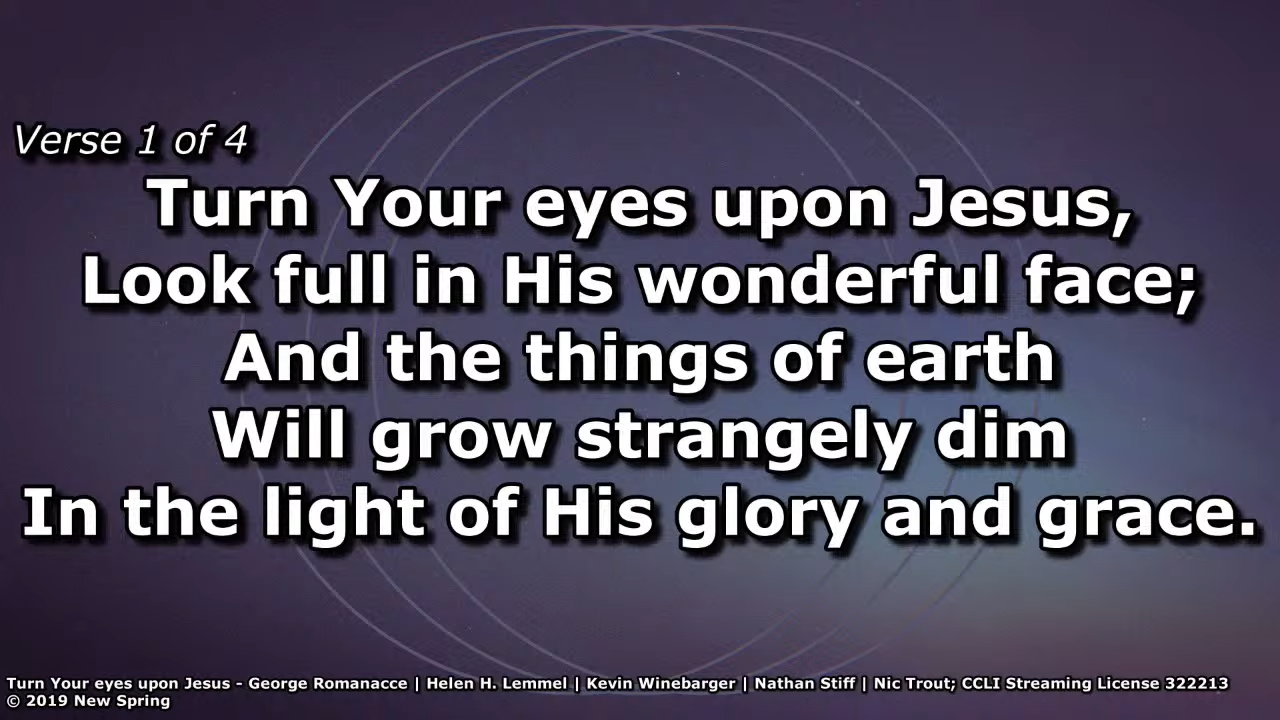 Verse 1 of 4
Turn Your eyes upon Jesus,
Look full in His wonderful face;
And the things of earth
Will grow strangely dim
In the light of His glory and grace.
Turn Your eyes upon Jesus - George Romanacce | Helen H. Lemmel | Kevin Winebarger | Nathan Stiff | Nic Trout; CCLI Streaming License 322213
© 2019 New Spring